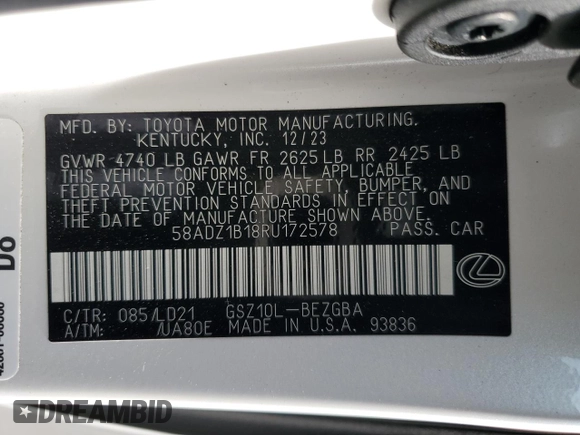 MFD. BY: TOYOTA MOTOR MANUFACTURING.
KENTUCKY, INC. 12/23
GVWR 4740 LB GAWR FR 2625 LB RR 2425 LB
THIS VEHICLE CONFORMS TO ALL APPLICABLE
FEDERAL MOTOR VEHICLE SAFETY, BUMPER, AND
THEFT PREVENTION STANDARDS IN EFFECT ON
THE DATE OF MANUFACTURE SHOWN ABOVE.
58ADZ1B18RU172578 PASS. CAR
C/TR: 085/LD21 GSZ10L-BEZGBA
A/TM: /UA80E MADE IN U.S.A. 93836
D8
DREAMBID